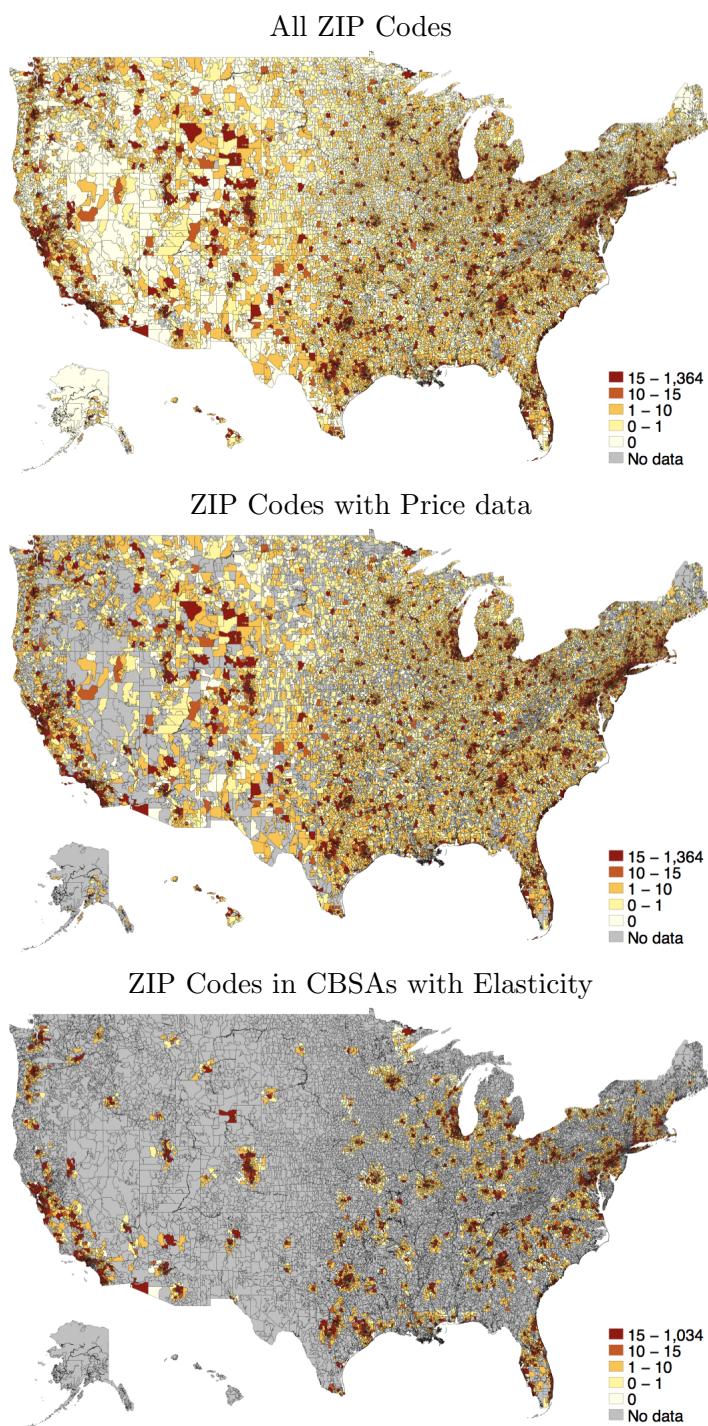 All ZIP Codes
15 – 1,364
10 – 15
1 – 10
0 – 1
0
No data
ZIP Codes with Price data
15 – 1,364
10 – 15
1 – 10
0 – 1
0
No data
ZIP Codes in CBSAs with Elasticity
15 – 1,034
10 – 15
1 – 10
0 – 1
0
No data